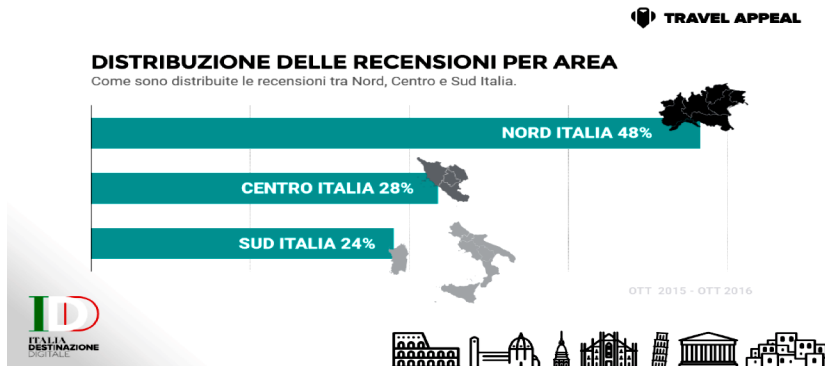 TRAVEL APPEAL
DISTRIBUZIONE DELLE RECENSIONI PER AREA
Come sono distribuite le recensioni tra Nord, Centro e Sud Italia.
NORD ITALIA 48%
CENTRO ITALIA 28%
SUD ITALIA 24%
OTT 2015 - OTT 2016
ID
ITALIA
DESTINAZIONE
DIGITALE